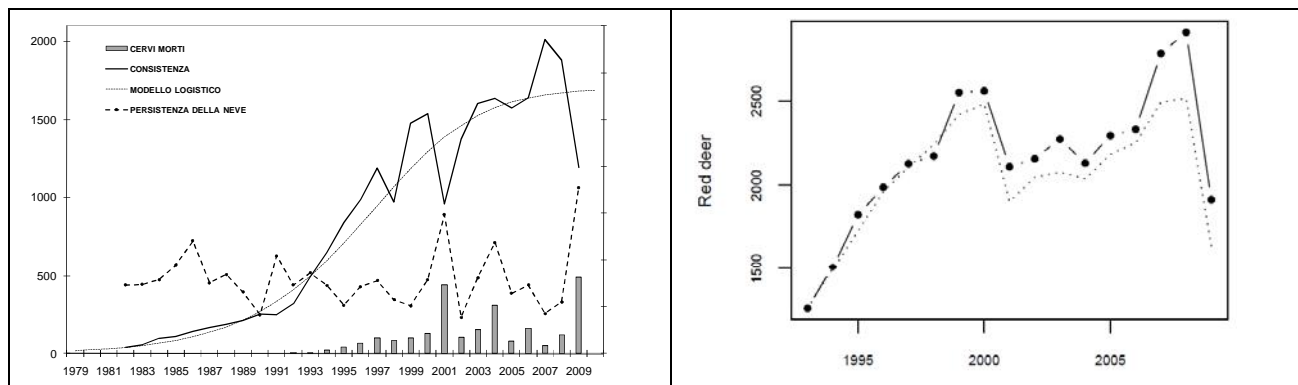 2000
1500
1000
500
0
CERVI MORTI
CONSISTENZA
MODELLO LOGISTICO
PERSISTENZA DELLA NEVE
1979 1981 1983 1985 1987 1989 1991 1993 1995 1997 1999 2001 2003 2005 2007 2009
Red deer
2500
2000
1500
1995 2000 2005